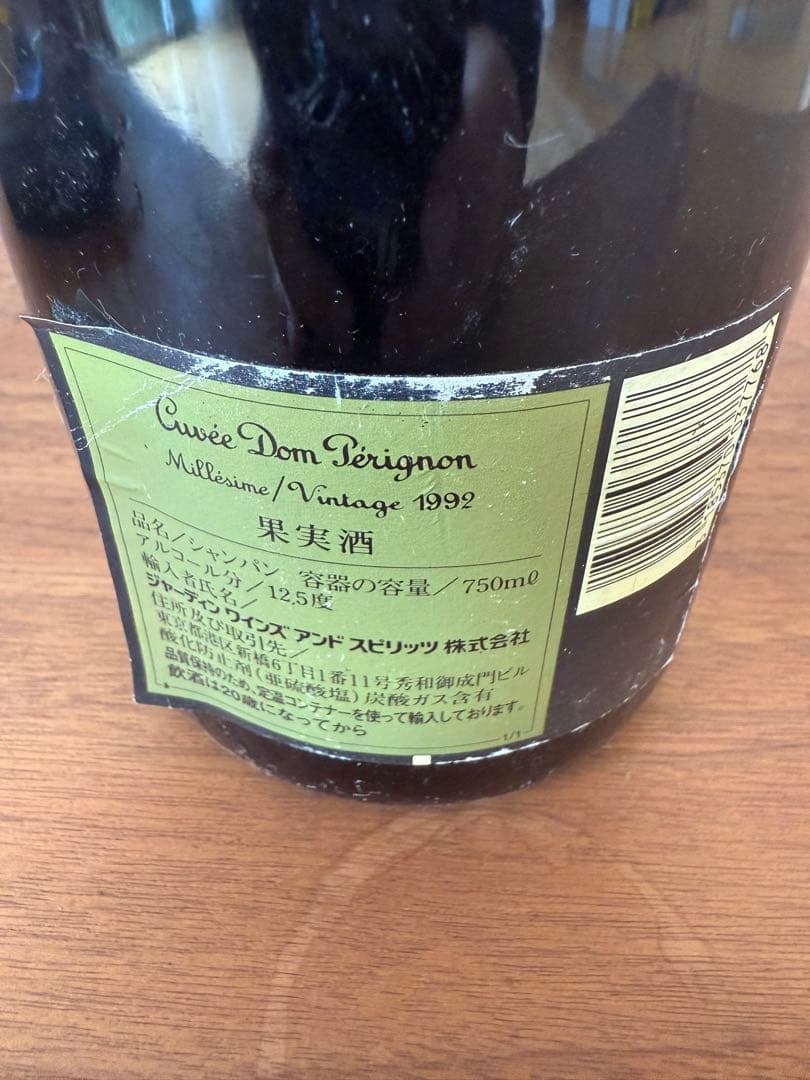 Cuvée Dom Pérignon
Millésime/Vintage 1992
果実酒
品名/シャンパン 容器の容量/750mℓ
アルコール分/12.5度
輸入者氏名/
ジャーディン ワインズ アンド スピリッツ 株式会社
住所及び取引先/
東京都港区新橋6丁目1番11号秀和御成門ビル
酸化防止剤(亜硫酸塩)炭酸ガス含有
品質保持のため、定温コンテナーを使って輸入しております。
飲酒は20歳になってから
1/1